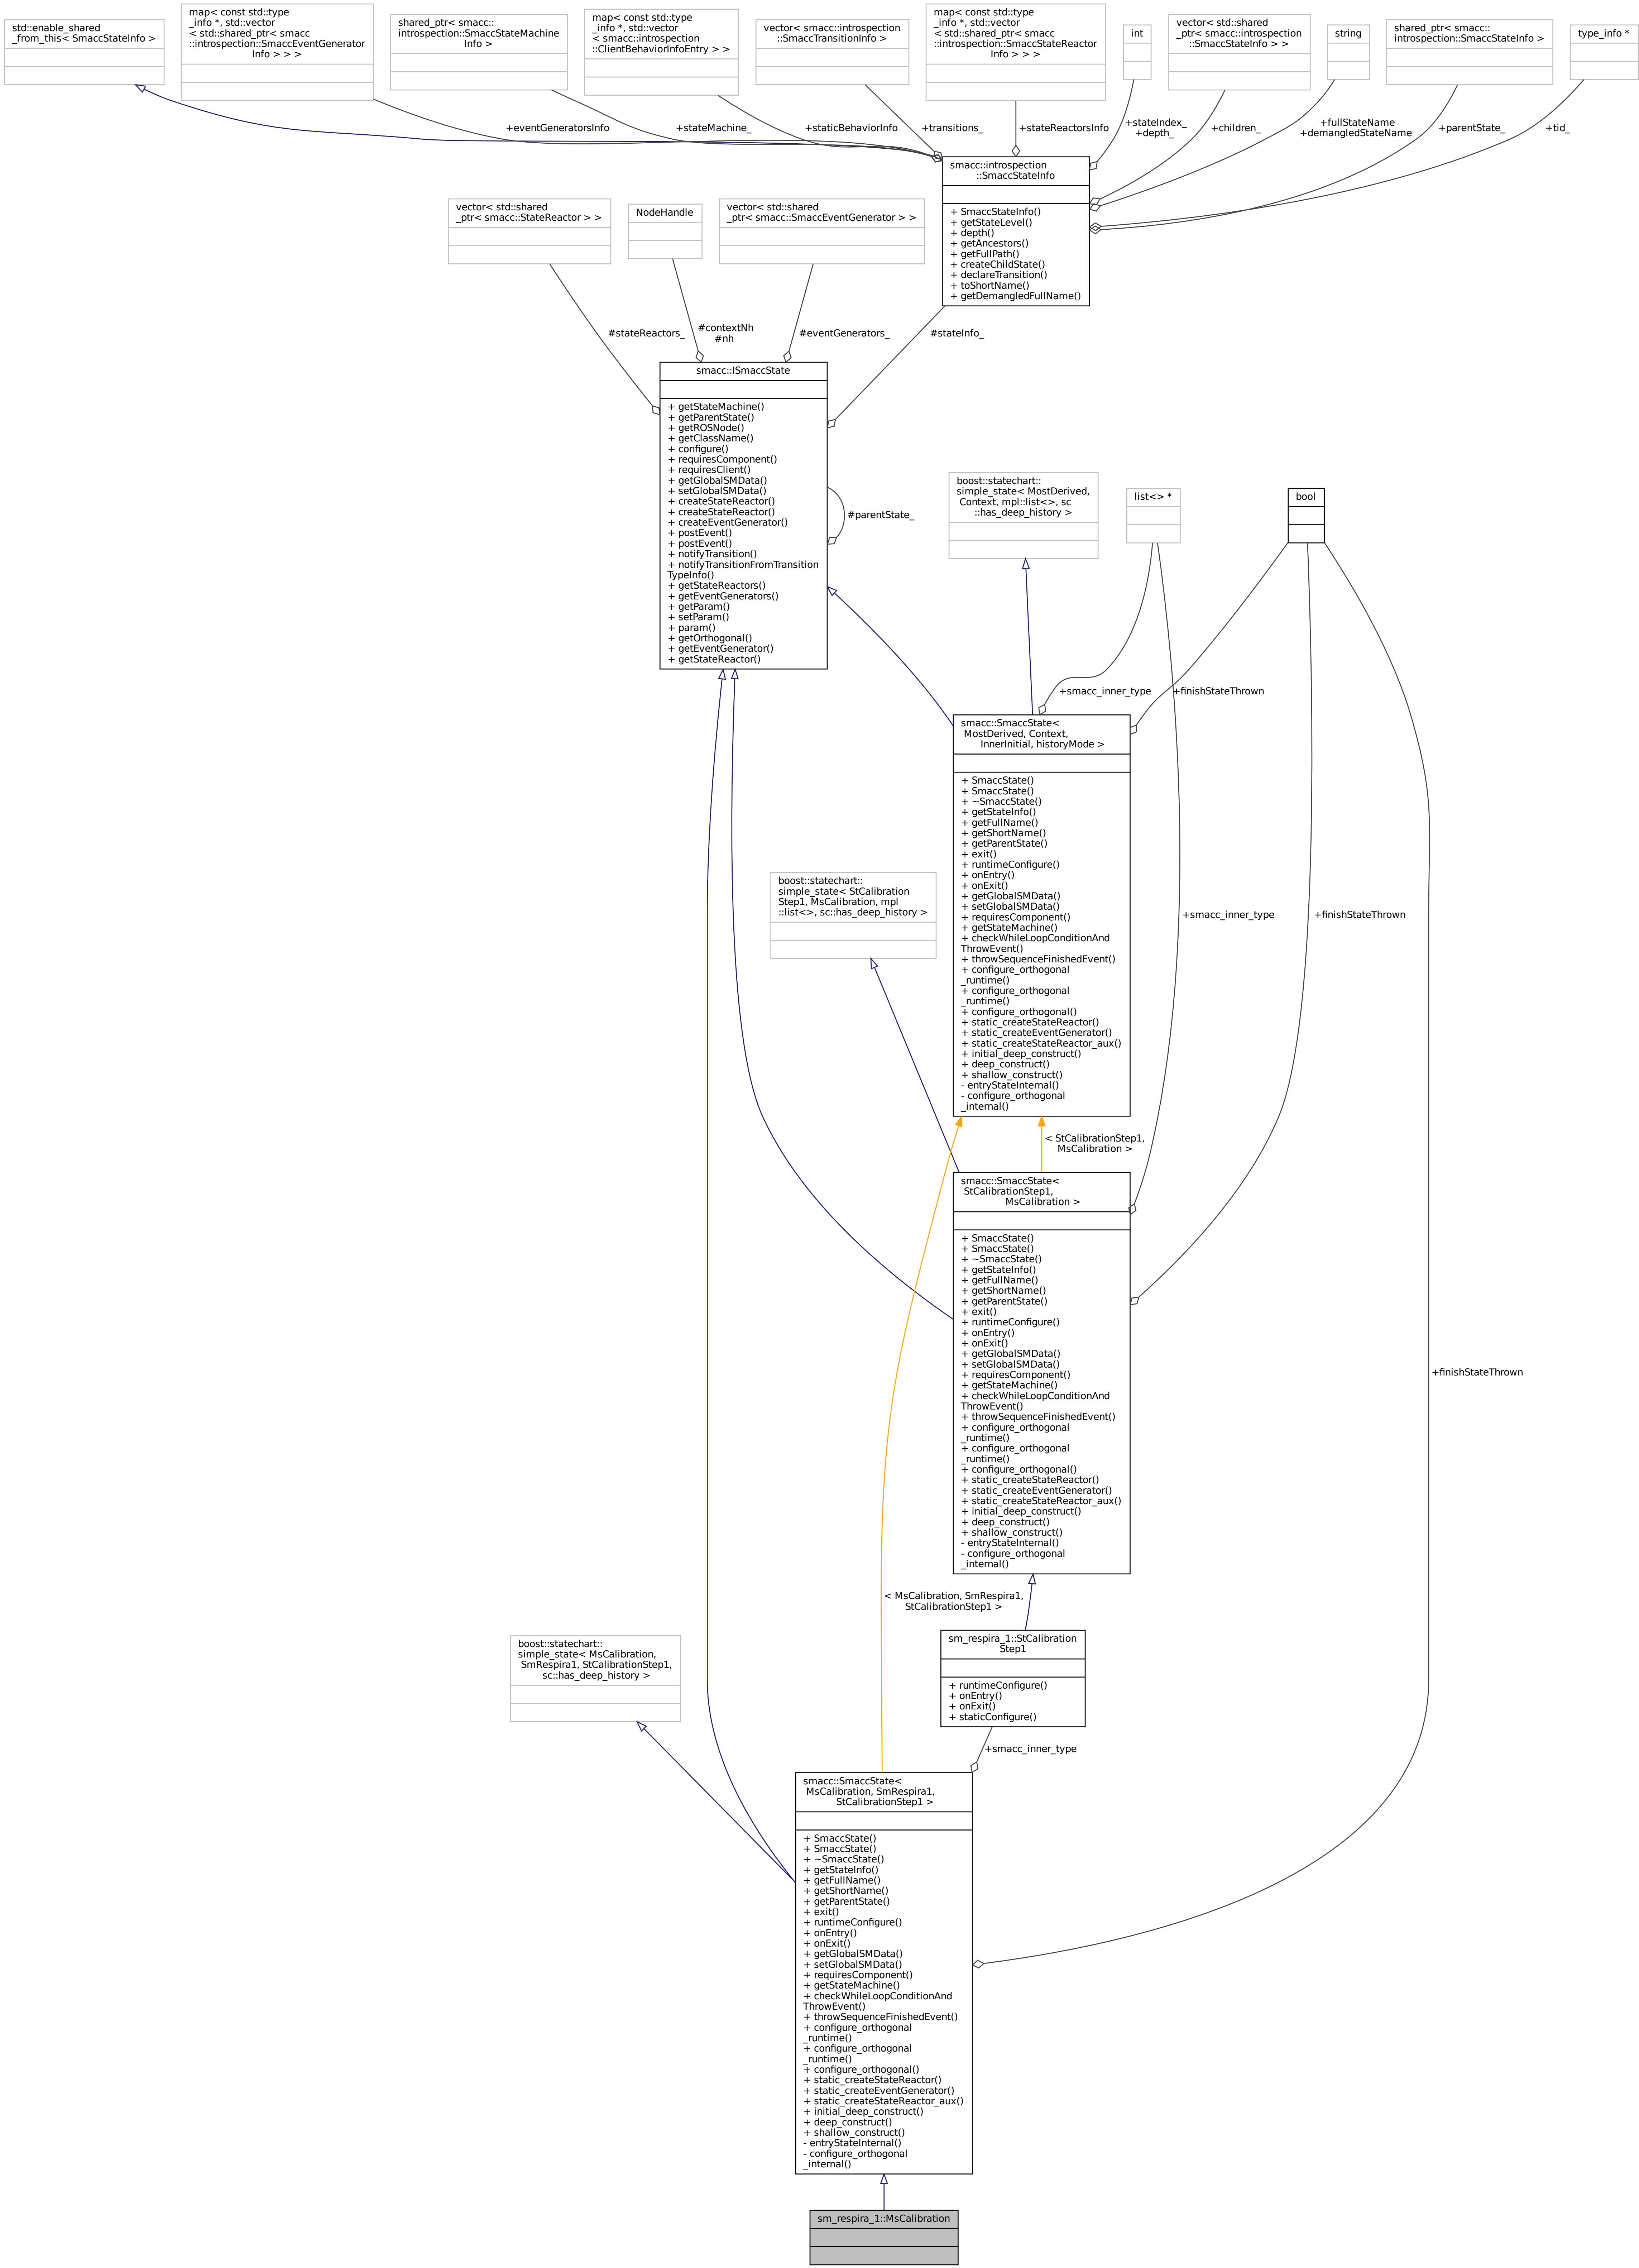 std::enable_shared
_from_this< SmaccStateInfo >
map< const std::type
_info *, std::vector
< std::shared_ptr< smacc
::introspection::SmaccEventGenerator
Info > > >
shared_ptr< smacc::
introspection::SmaccStateMachine
Info >
map< const std::type
_info *, std::vector
< smacc::introspection
::ClientBehaviorInfoEntry > >
vector< smacc::introspection
::SmaccTransitionInfo >
map< const std::type
_info *, std::vector
< std::shared_ptr< smacc
::introspection::SmaccStateReactor
Info > > >
int
vector< std::shared
_ptr< smacc::introspection
::SmaccStateInfo > >
string
shared_ptr< smacc::
introspection::SmaccStateInfo >
type_info *
+eventGeneratorsInfo
+stateMachine_
+staticBehaviorInfo
+transitions_
+stateReactorsInfo
+stateIndex_
+depth_
+children_
+fullStateName
+demangledStateName
+parentState_
+tid_
smacc::introspection
::SmaccStateInfo
+ SmaccStateInfo()
+ getStateLevel()
+ depth()
+ getAncestors()
+ getFullPath()
+ createChildState()
+ declareTransition()
+ toShortName()
+ getDemangledFullName()
vector< std::shared
_ptr< smacc::StateReactor > >
NodeHandle
vector< std::shared
_ptr< smacc::SmaccEventGenerator > >
#stateReactors_
#contextNh
#nh
#eventGenerators_
#stateInfo_
smacc::ISmaccState
+ getStateMachine()
+ getParentState()
+ getROSNode()
+ getClassName()
+ configure()
+ requiresComponent()
+ requiresClient()
+ getGlobalSMData()
+ setGlobalSMData()
+ createStateReactor()
+ createStateReactor()
+ createEventGenerator()
+ postEvent()
+ postEvent()
+ notifyTransition()
+ notifyTransitionFromTransition
TypeInfo()
+ getStateReactors()
+ getEventGenerators()
+ getParam()
+ setParam()
+ param()
+ getOrthogonal()
+ getEventGenerator()
+ getStateReactor()
#parentState_
boost::statechart::
simple_state< MostDerived,
Context, mpl::list<>, sc
::has_deep_history >
list<> *
bool
+smacc_inner_type
+finishStateThrown
smacc::SmaccState<
MostDerived, Context,
InnerInitial, historyMode >
+ SmaccState()
+ SmaccState()
+ ~SmaccState()
+ getStateInfo()
+ getFullName()
+ getShortName()
+ getParentState()
+ exit()
+ runtimeConfigure()
+ onEntry()
+ onExit()
+ getGlobalSMData()
+ setGlobalSMData()
+ requiresComponent()
+ getStateMachine()
+ checkWhileLoopConditionAnd
ThrowEvent()
+ throwSequenceFinishedEvent()
+ configure_orthogonal
_runtime()
+ configure_orthogonal
_runtime()
+ configure_orthogonal()
+ static_createStateReactor()
+ static_createEventGenerator()
+ static_createStateReactor_aux()
+ initial_deep_construct()
+ deep_construct()
+ shallow_construct()
- entryStateInternal()
- configure_orthogonal
_internal()
boost::statechart::
simple_state< StCalibration
Step1, MsCalibration, mpl
::list<>, sc::has_deep_history >
+smacc_inner_type
+finishStateThrown
< StCalibrationStep1,
MsCalibration >
smacc::SmaccState<
StCalibrationStep1,
MsCalibration >
+ SmaccState()
+ SmaccState()
+ ~SmaccState()
+ getStateInfo()
+ getFullName()
+ getShortName()
+ getParentState()
+ exit()
+ runtimeConfigure()
+ onEntry()
+ onExit()
+ getGlobalSMData()
+ setGlobalSMData()
+ requiresComponent()
+ getStateMachine()
+ checkWhileLoopConditionAnd
ThrowEvent()
+ throwSequenceFinishedEvent()
+ configure_orthogonal
_runtime()
+ configure_orthogonal
_runtime()
+ configure_orthogonal()
+ static_createStateReactor()
+ static_createEventGenerator()
+ static_createStateReactor_aux()
+ initial_deep_construct()
+ deep_construct()
+ shallow_construct()
- entryStateInternal()
- configure_orthogonal
_internal()
+finishStateThrown
< MsCalibration, SmRespira1,
StCalibrationStep1 >
sm_respira_1::StCalibration
Step1
+ runtimeConfigure()
+ onEntry()
+ onExit()
+ staticConfigure()
boost::statechart::
simple_state< MsCalibration,
SmRespira1, StCalibrationStep1,
sc::has_deep_history >
+smacc_inner_type
smacc::SmaccState<
MsCalibration, SmRespira1,
StCalibrationStep1 >
+ SmaccState()
+ SmaccState()
+ ~SmaccState()
+ getStateInfo()
+ getFullName()
+ getShortName()
+ getParentState()
+ exit()
+ runtimeConfigure()
+ onEntry()
+ onExit()
+ getGlobalSMData()
+ setGlobalSMData()
+ requiresComponent()
+ getStateMachine()
+ checkWhileLoopConditionAnd
ThrowEvent()
+ throwSequenceFinishedEvent()
+ configure_orthogonal
_runtime()
+ configure_orthogonal
_runtime()
+ configure_orthogonal()
+ static_createStateReactor()
+ static_createEventGenerator()
+ static_createStateReactor_aux()
+ initial_deep_construct()
+ deep_construct()
+ shallow_construct()
- entryStateInternal()
- configure_orthogonal
_internal()
sm_respira_1::MsCalibration